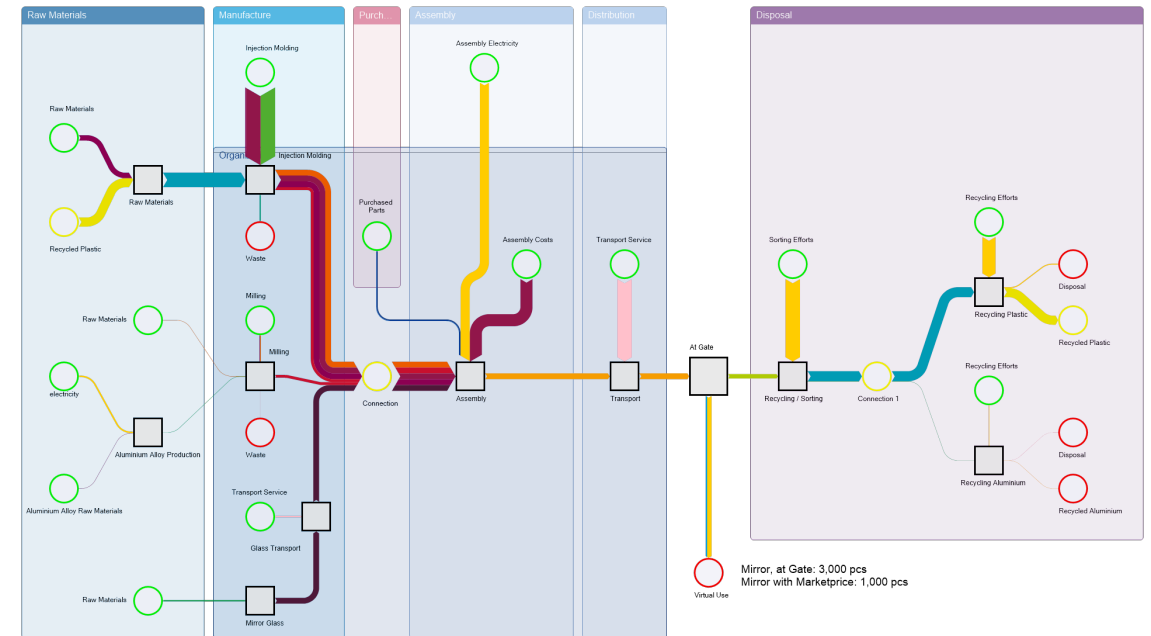 Raw Materials
Manufacture
Purch...
Assembly
Distribution
Disposal
Injection Molding
Assembly Electricity
Raw Materials
Injection Molding
Raw Materials
Recycled Plastic
Waste
Purchased
Parts
Assembly Costs
Transport Service
Sorting Efforts
Recycling Efforts
Disposal
Recycling Plastic
Recycled Plastic
Milling
Raw Materials
Milling
electricity
Connection
Assembly
Transport
At Gate
Recycling / Sorting
Connection 1
Recycling Efforts
Aluminium Alloy Production
Waste
Disposal
Recycling Aluminium
Aluminium Alloy Raw Materials
Recycled Aluminium
Transport Service
Glass Transport
Mirror, at Gate: 3,000 pcs
Mirror with Marketprice: 1,000 pcs
Virtual Use
Raw Materials
Mirror Glass